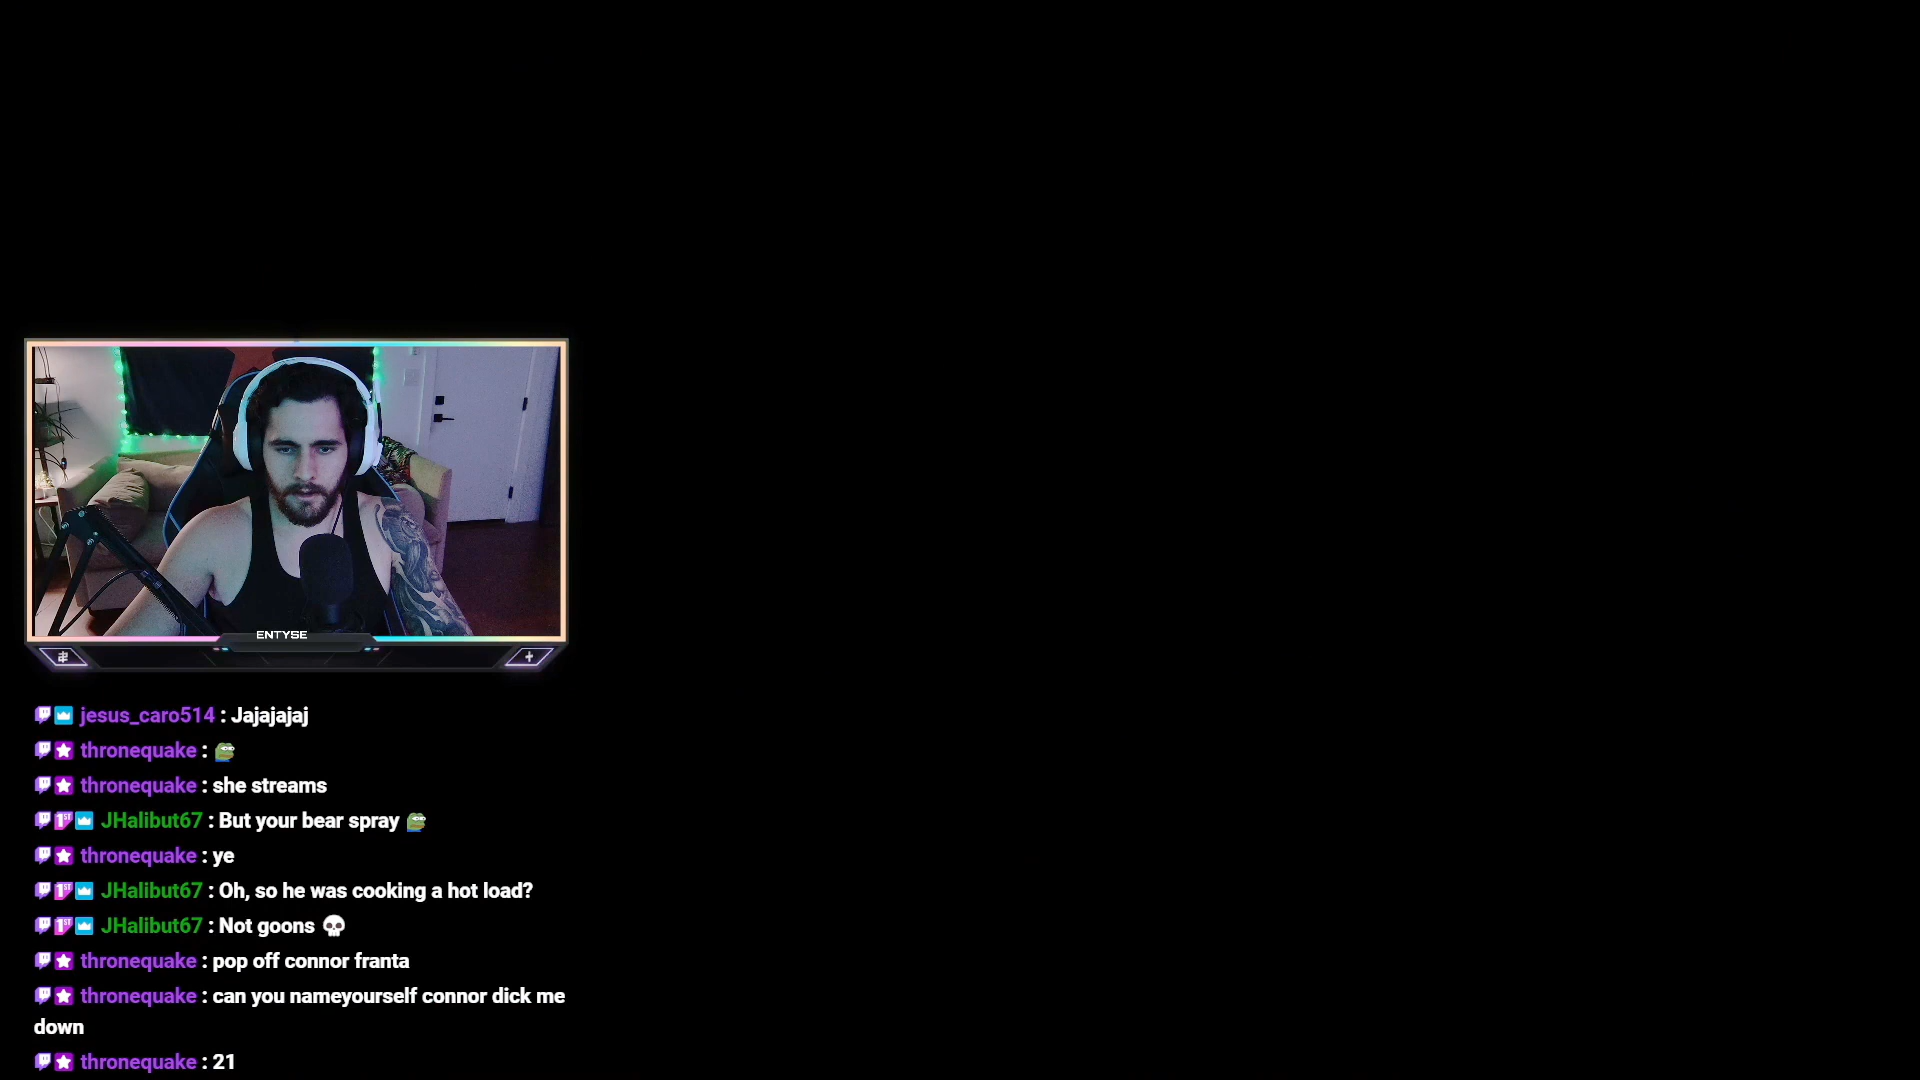 ENTYSE
jesus_caro514 : Jajajajaj
thronequake :
thronequake : she streams
JHalibut67 : But your bear spray
thronequake : ye
JHalibut67 : Oh, so he was cooking a hot load?
JHalibut67 : Not goons 💀
thronequake : pop off connor franta
thronequake : can you nameyourself connor dick me
down
thronequake : 21